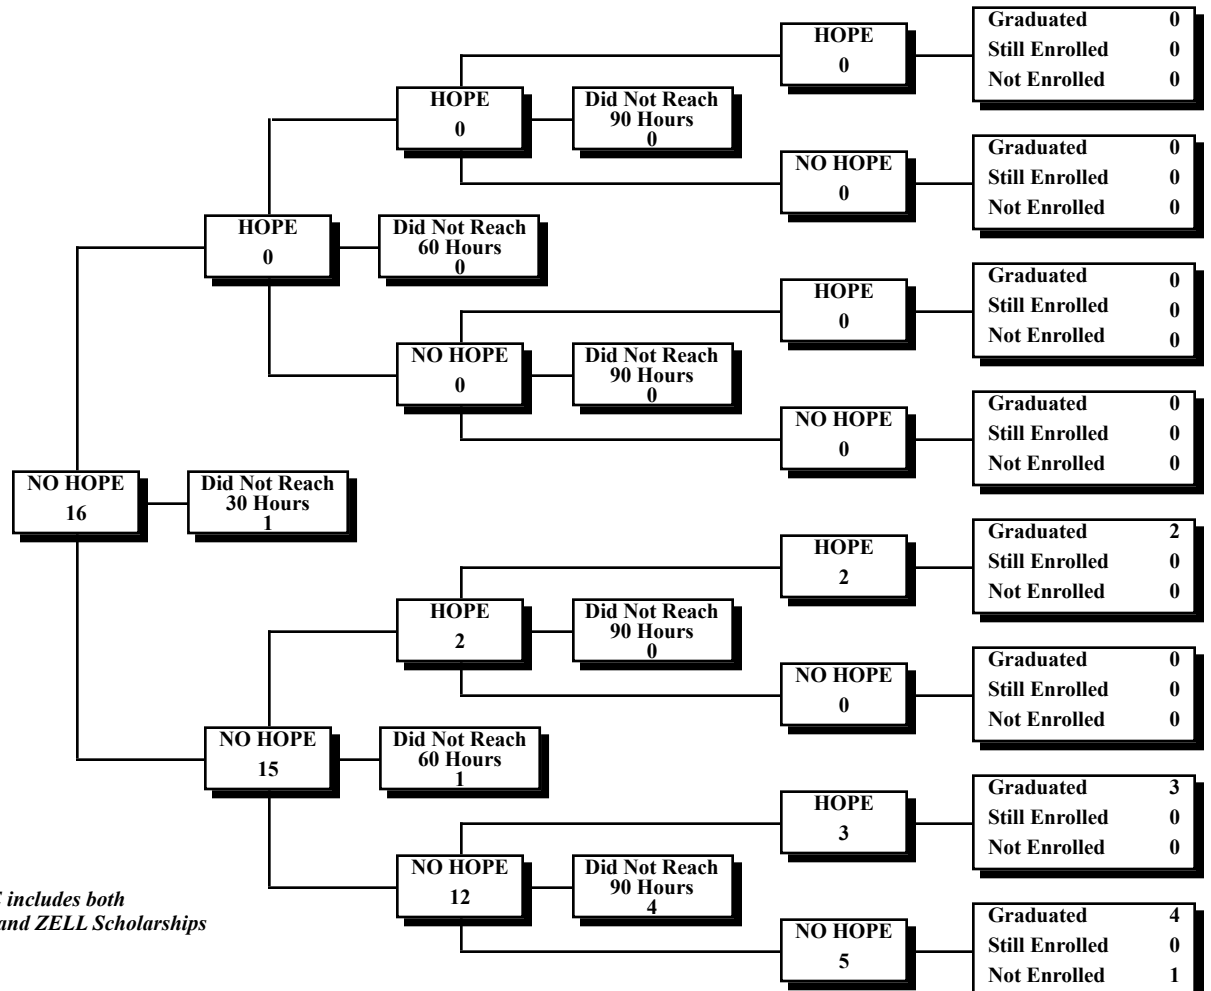 HOPE
0
Graduated 0
Still Enrolled 0
Not Enrolled 0
HOPE
0
Did Not Reach
90 Hours
0
NO HOPE
0
Graduated 0
Still Enrolled 0
Not Enrolled 0
HOPE
0
Did Not Reach
60 Hours
0
HOPE
0
Graduated 0
Still Enrolled 0
Not Enrolled 0
NO HOPE
0
Did Not Reach
90 Hours
0
NO HOPE
0
Graduated 0
Still Enrolled 0
Not Enrolled 0
NO HOPE
16
Did Not Reach
30 Hours
1
HOPE
2
Graduated 2
Still Enrolled 0
Not Enrolled 0
HOPE
2
Did Not Reach
90 Hours
0
NO HOPE
0
Graduated 0
Still Enrolled 0
Not Enrolled 0
NO HOPE
15
Did Not Reach
60 Hours
1
HOPE
3
Graduated 3
Still Enrolled 0
Not Enrolled 0
NO HOPE
12
Did Not Reach
90 Hours
4
NO HOPE
5
Graduated 4
Still Enrolled 0
Not Enrolled 1
includes both
and ZELL Scholarships